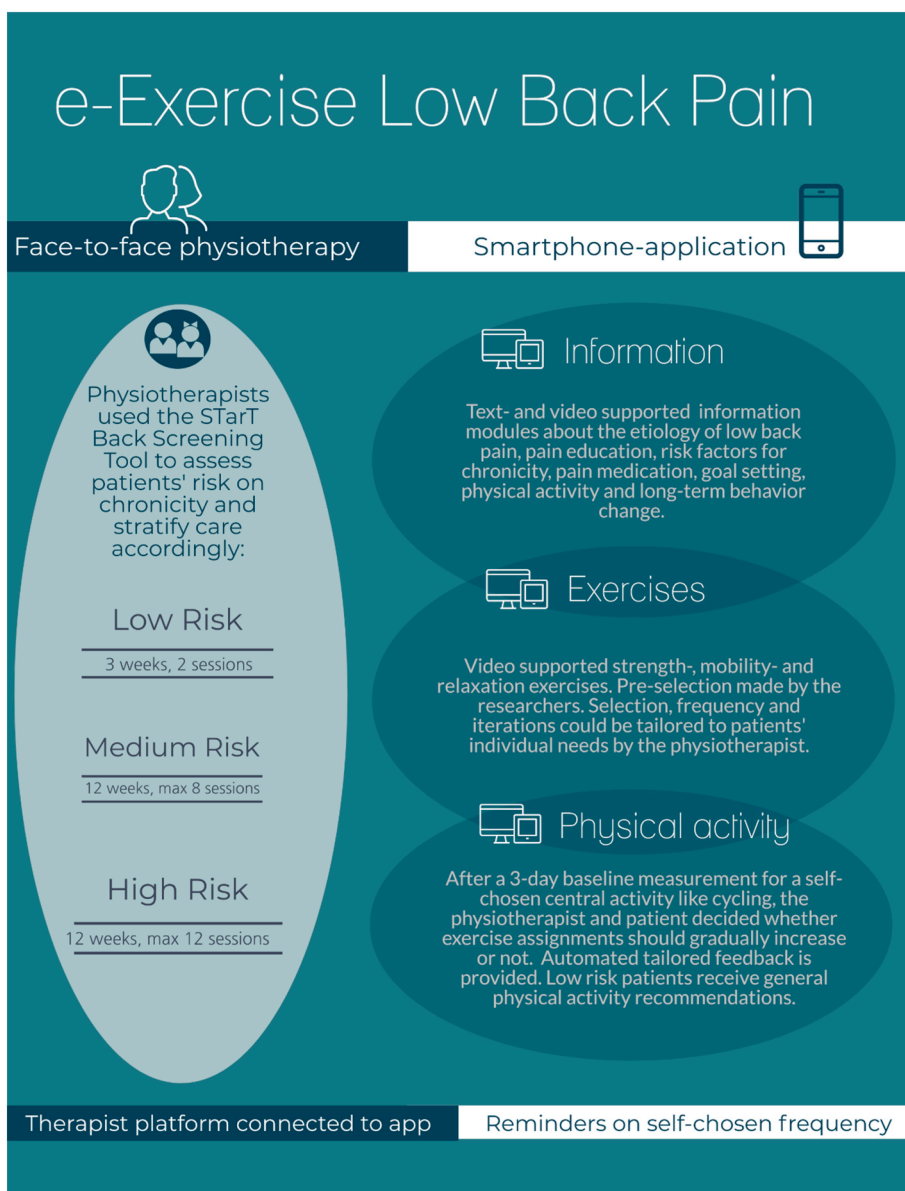 e-Exercise Low Back Pain
Face-to-face physiotherapy
Smartphone-application
Physiotherapists
used the STarT
Back Screening
Tool to assess
patients' risk on
chronicity and
stratify care
accordingly:
Low Risk
3 weeks, 2 sessions
Medium Risk
12 weeks, max 8 sessions
High Risk
12 weeks, max 12 sessions
Information
Text- and video supported information
modules about the etiology of low back
pain, pain education, risk factors for
chronicity, pain medication, goal setting,
physical activity and long-term behavior
change.
Exercises
Video supported strength-, mobility- and
relaxation exercises. Pre-selection made by the
researchers. Selection, frequency and
iterations could be tailored to patients'
individual needs by the physiotherapist.
Physical activity
After a 3-day baseline measurement for a self-
chosen central activity like cycling, the
physiotherapist and patient decided whether
exercise assignments should gradually increase
or not. Automated tailored feedback is
provided. Low risk patients receive general
physical activity recommendations.
Therapist platform connected to app
Reminders on self-chosen frequency